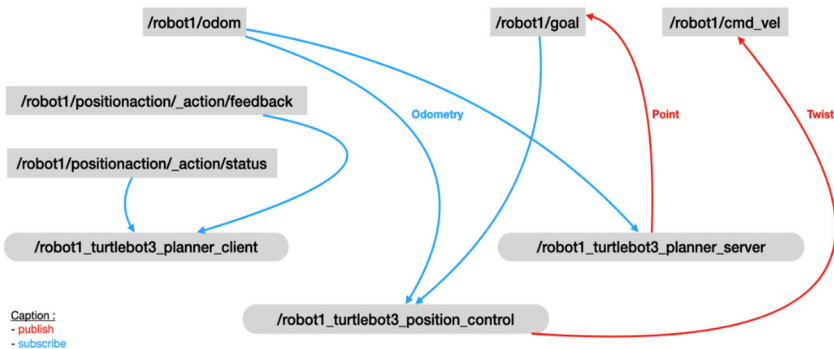 /robot1/odom
/robot1/goal
/robot1/cmd_vel
/robot1/positionaction/_action/feedback
Odometry
Point
Twist
/robot1/positionaction/_action/status
/robot1_turtlebot3_planner_client
/robot1_turtlebot3_planner_server
Caption :
- publish
- subscribe
/robot1_turtlebot3_position_control